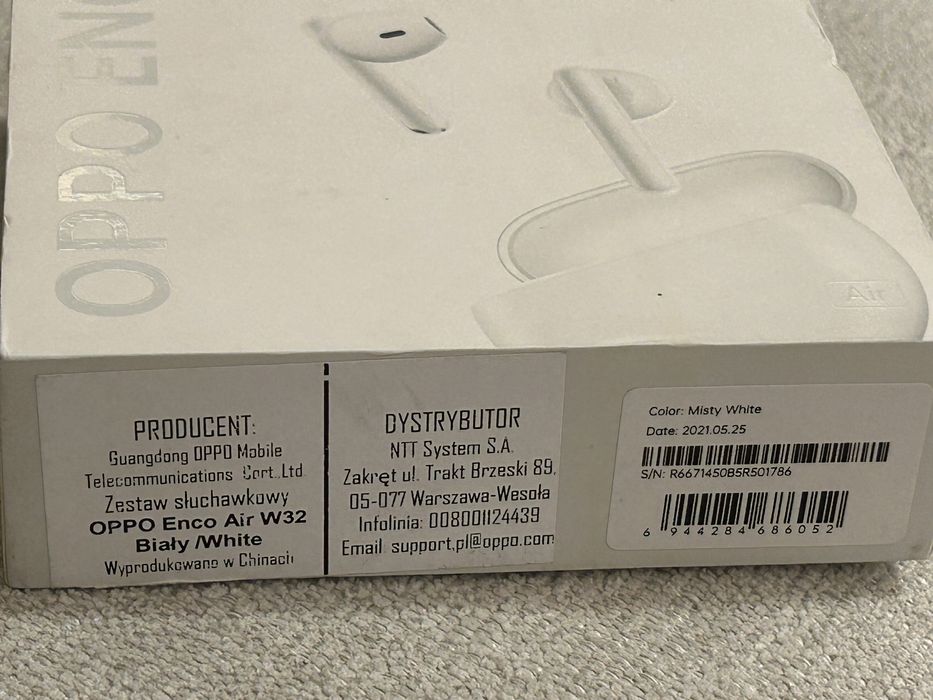 OPPO EN
Air
PRODUCENT:
Guangdong OPPO Mobile
Telecommunications Cort.,Ltd.
Zestaw słuchawkowy
OPPO Enco Air W32
Biały /White
Wyprodukowano w Chinach
DYSTRYBUTOR
NTT System S.A.
Zakręt ul. Trakt Brzeski 89,
05-077 Warszawa-Wesoła
Infolinia: 008001124439
Email: support.pl@oppo.com
Color: Misty White
Date: 2021.05.25
S/N: R6671450B5R501786
6 944284 686052